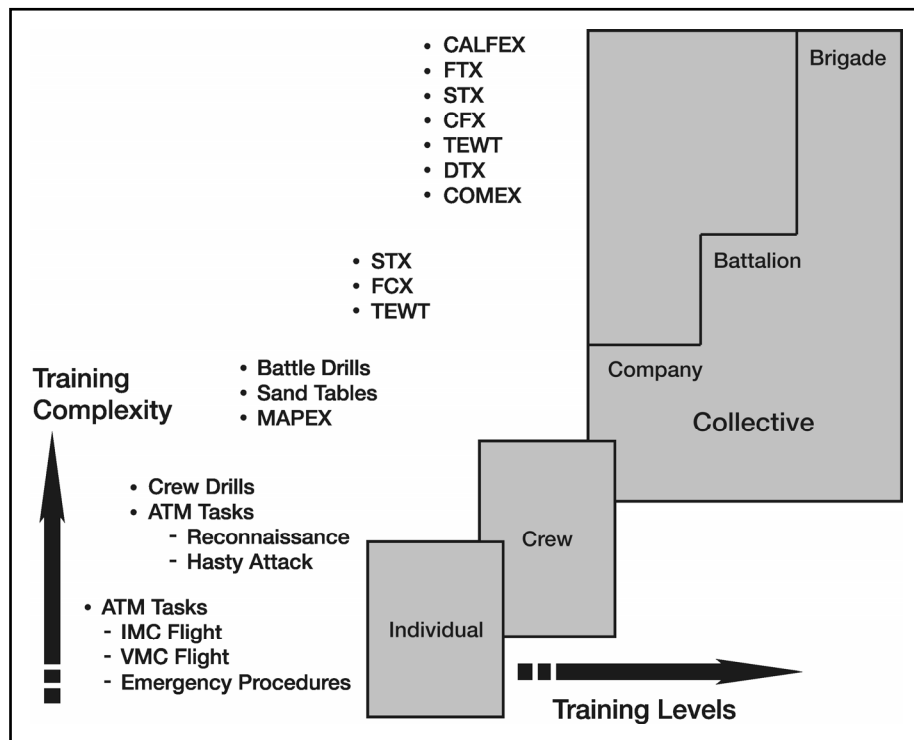 • CALFEX
• FTX
• STX
• CFX
• TEWT
• DTX
• COMEX
Brigade
• STX
• FCX
• TEWT
Battalion
• Battle Drills
• Sand Tables
• MAPEX
Company
Collective
Training
Complexity
• Crew Drills
• ATM Tasks
- Reconnaissance
- Hasty Attack
Crew
• ATM Tasks
- IMC Flight
- VMC Flight
- Emergency Procedures
Individual
Training Levels